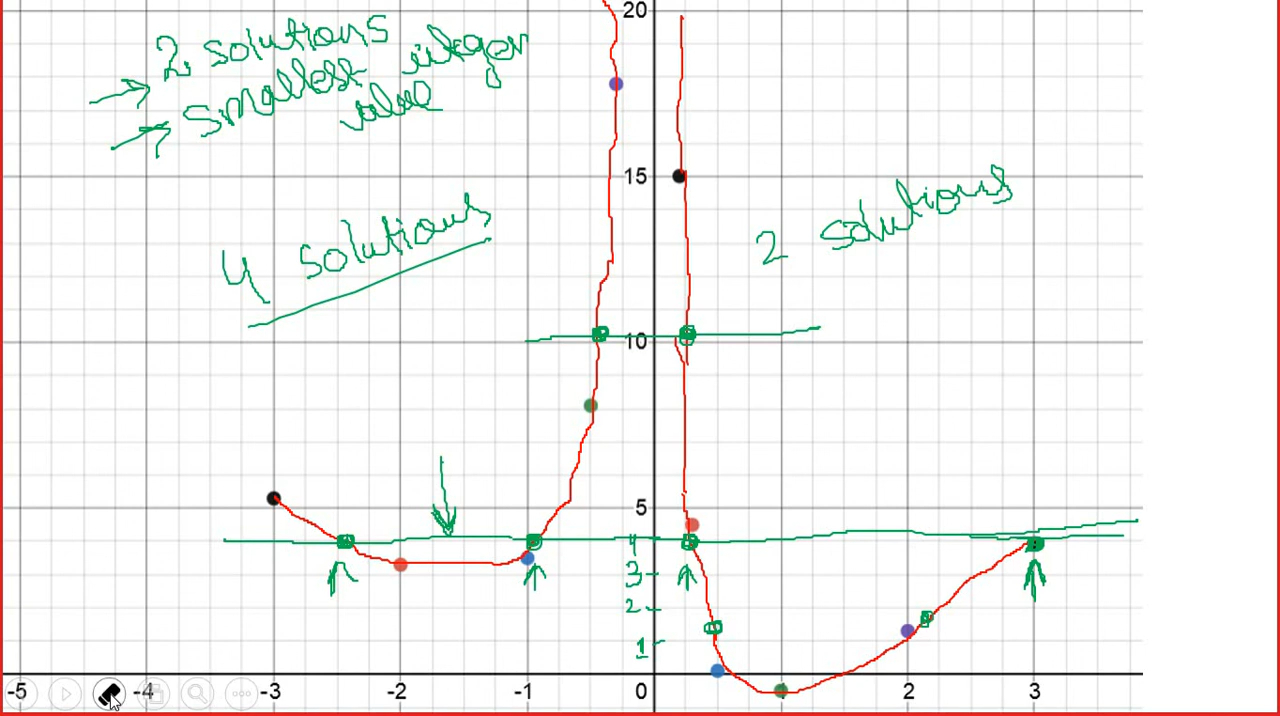 20
2 solutions
smallest integer
value
15
2 solutions
4 solutions
10
5
4
3
2
1
-5 -4 -3 -2 -1 0 1 2 3